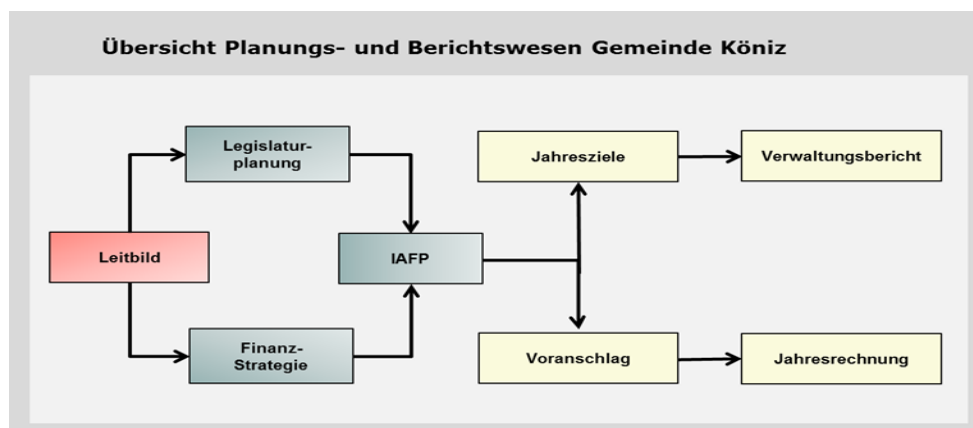 Übersicht Planungs- und Berichtswesen Gemeinde Köniz
Legislatur-
planung
Jahresziele
Verwaltungsbericht
Leitbild
IAFP
Finanz-
Strategie
Voranschlag
Jahresrechnung